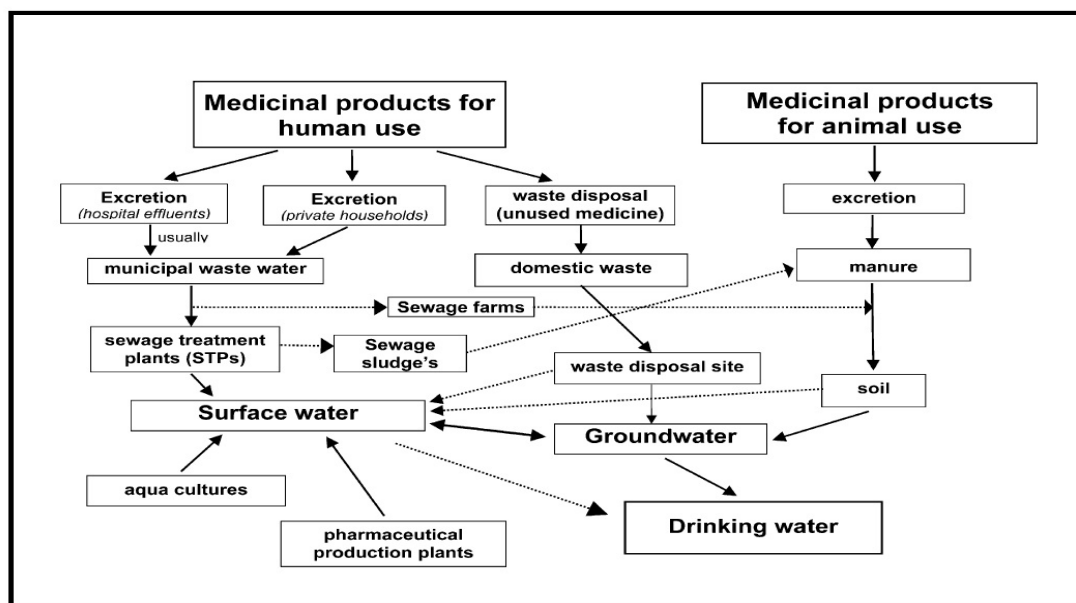 Medicinal products for
human use
Medicinal products
for animal use
Excretion
(hospital effluents)
Excretion
(private households)
waste disposal
(unused medicine)
excretion
usually
municipal waste water
domestic waste
manure
Sewage farms
sewage treatment
plants (STPs)
Sewage
sludge's
waste disposal site
soil
Surface water
Groundwater
aqua cultures
Drinking water
pharmaceutical
production plants